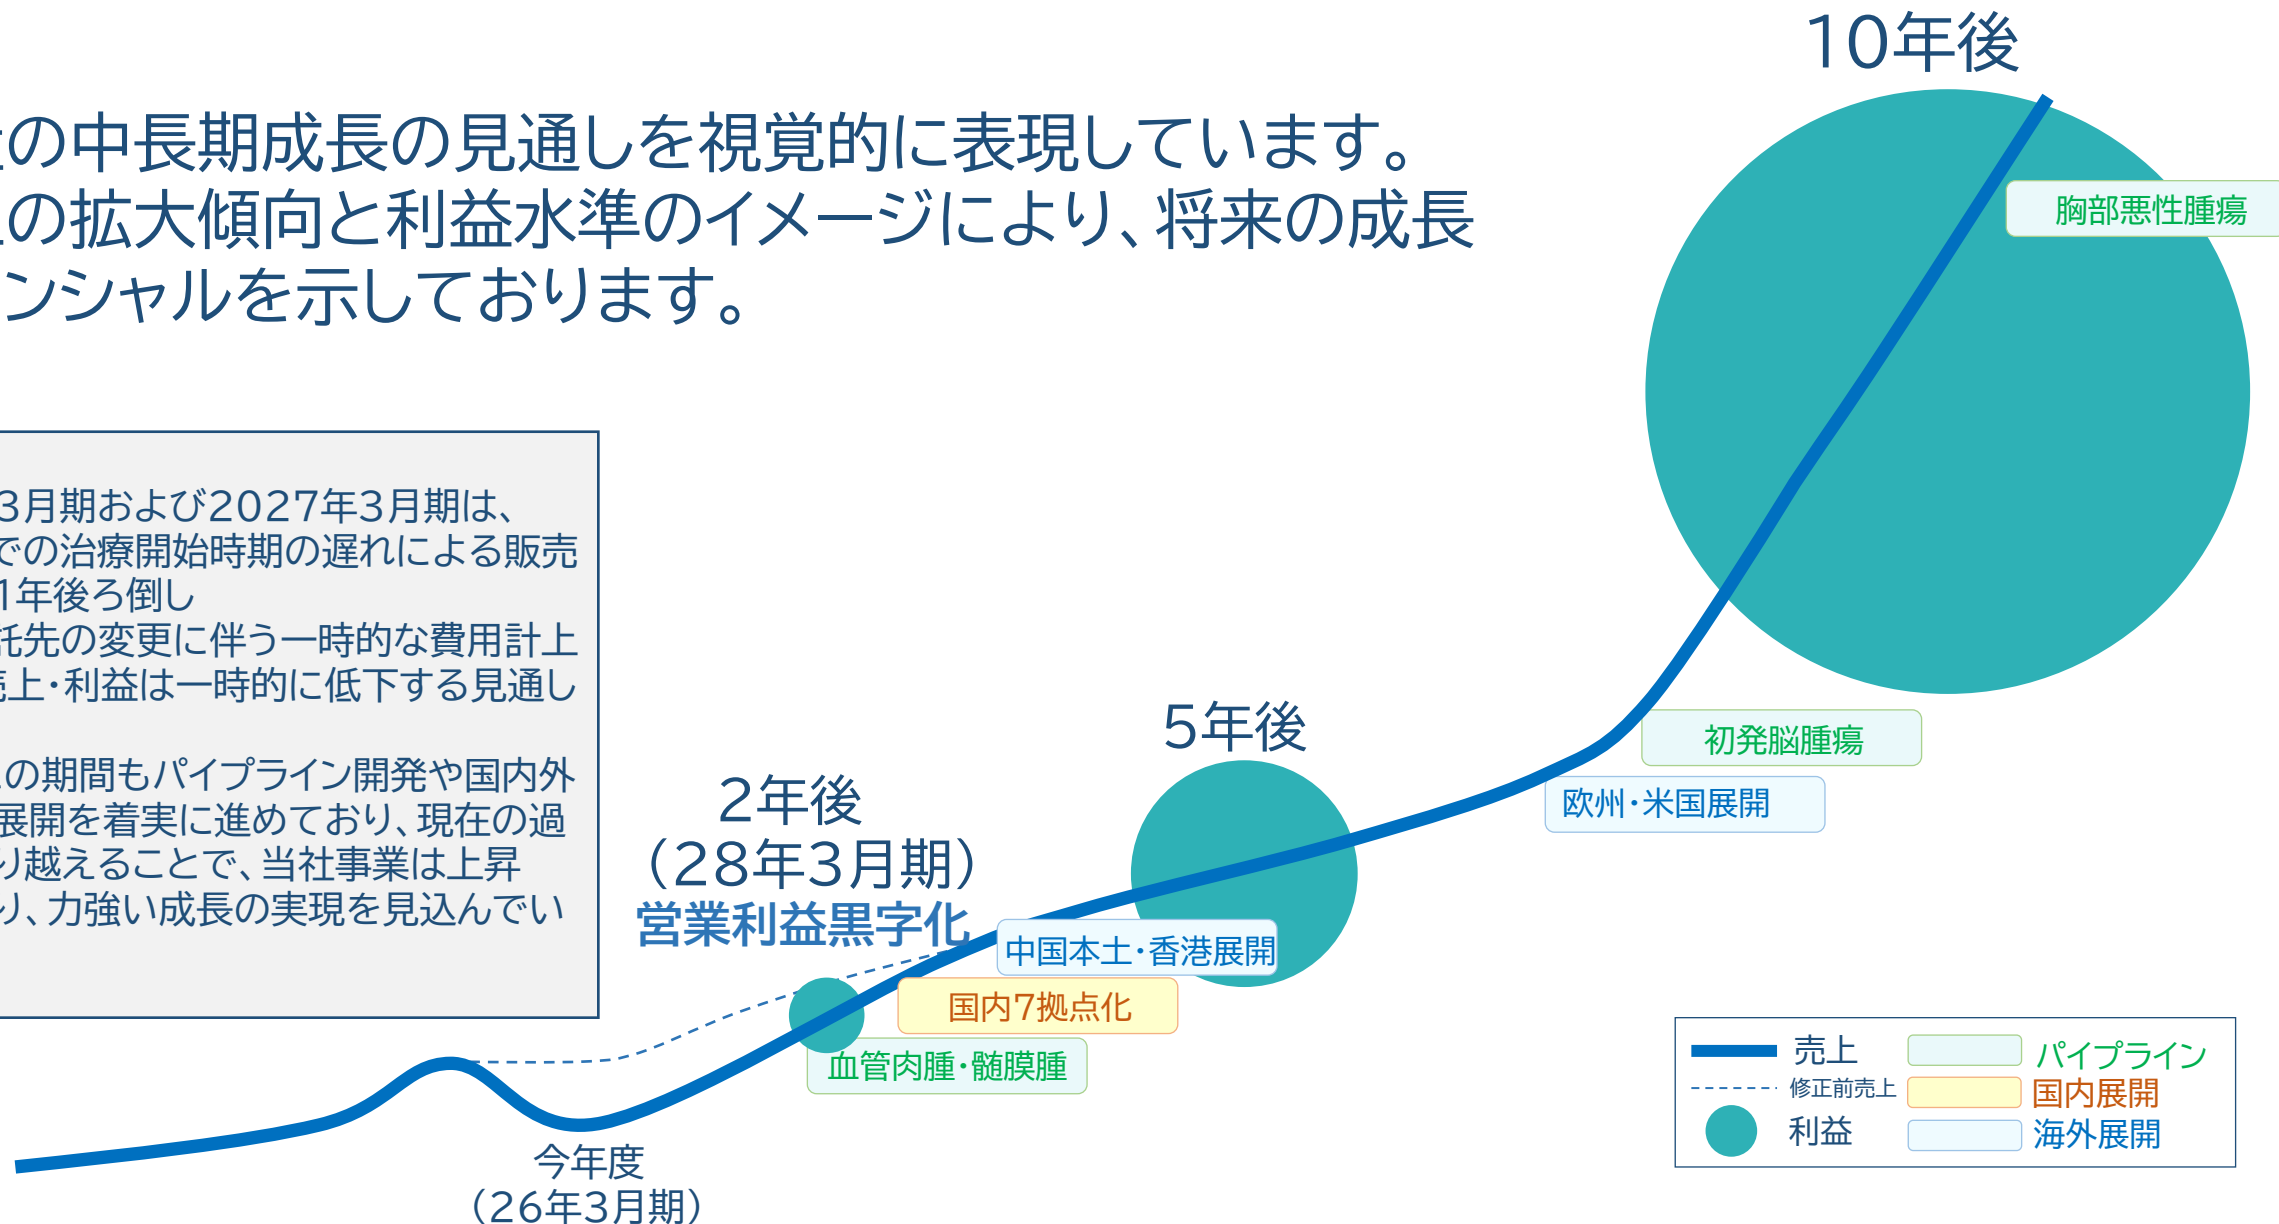 10年後
の中長期成長の見通しを視覚的に表現しています。
の拡大傾向と利益水準のイメージにより、将来の成長
ンシャルを示しております。
胸部悪性腫瘍
3月期および2027年3月期は、
での治療開始時期の遅れによる販売
1年後ろ倒し
託先の変更に伴う一時的な費用計上
売上・利益は一時的に低下する見通し
の期間もパイプライン開発や国内外
展開を着実に進めており、現在の過
り越えることで、当社事業は上昇
り、力強い成長の実現を見込んでい
5年後
初発脳腫瘍
欧州・米国展開
2年後
（28年3月期）
営業利益黒字化
中国本土・香港展開
国内7拠点化
血管肉腫・髄膜腫
今年度
（26年3月期）
売上
修正前売上
利益
パイプライン
国内展開
海外展開